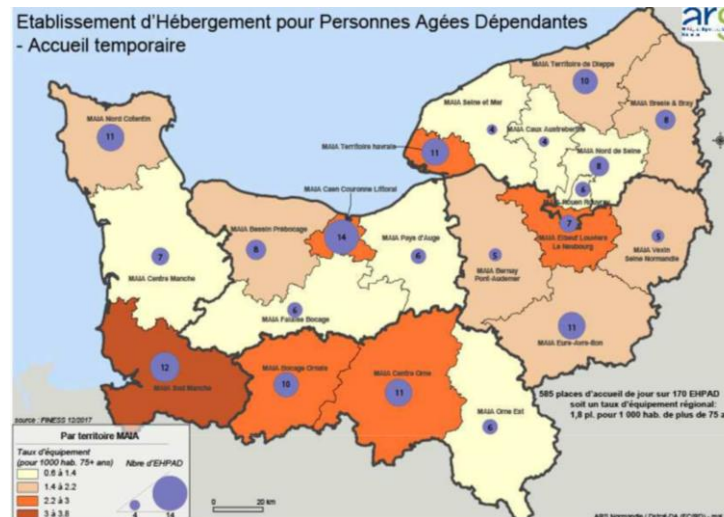 Etablissement d'Hébergement pour Personnes Agées Dépendantes
- Accueil temporaire
MAIA Territoire de Dieppe
10
MAIA Seine et Mer
4
MAIA Caux Austreberthe
4
MAIA Bresle & Bray
8
MAIA Nord Cotentin
11
MAIA Territoire havrais
11
MAIA Nord de Seine
8
6
MAIA Caen Couronne Littoral
14
MAIA Bessin Prébocage
8
MAIA Pays d'Auge
6
7
MAIA Elbeuf Louviers
Le Neubourg
5
MAIA Vexin
Seine Normandie
7
MAIA Centre Manche
5
MAIA Bernay
Pont-Audemer
6
MAIA Falaise Bocage
11
MAIA Eure-Avre-Iton
12
MAIA Sud Manche
MAIA Bocage Ornais
10
MAIA Centre Orne
11
MAIA Orne Est
6
585 places d'accueil de jour sur 170 EHPAD
soit un taux d'équipement régional:
1,8 pl. pour 1 000 hab. de plus de 75 a
source : FINESS 12/2017
Par territoire MAIA
Taux d'équipement
(pour 1000 hab. 75+ ans)
Nbre d'EHPAD
0.6 à 1.4
1.4 à 2.2
2.2 à 3
3 à 3.8
4
14
0
20 km